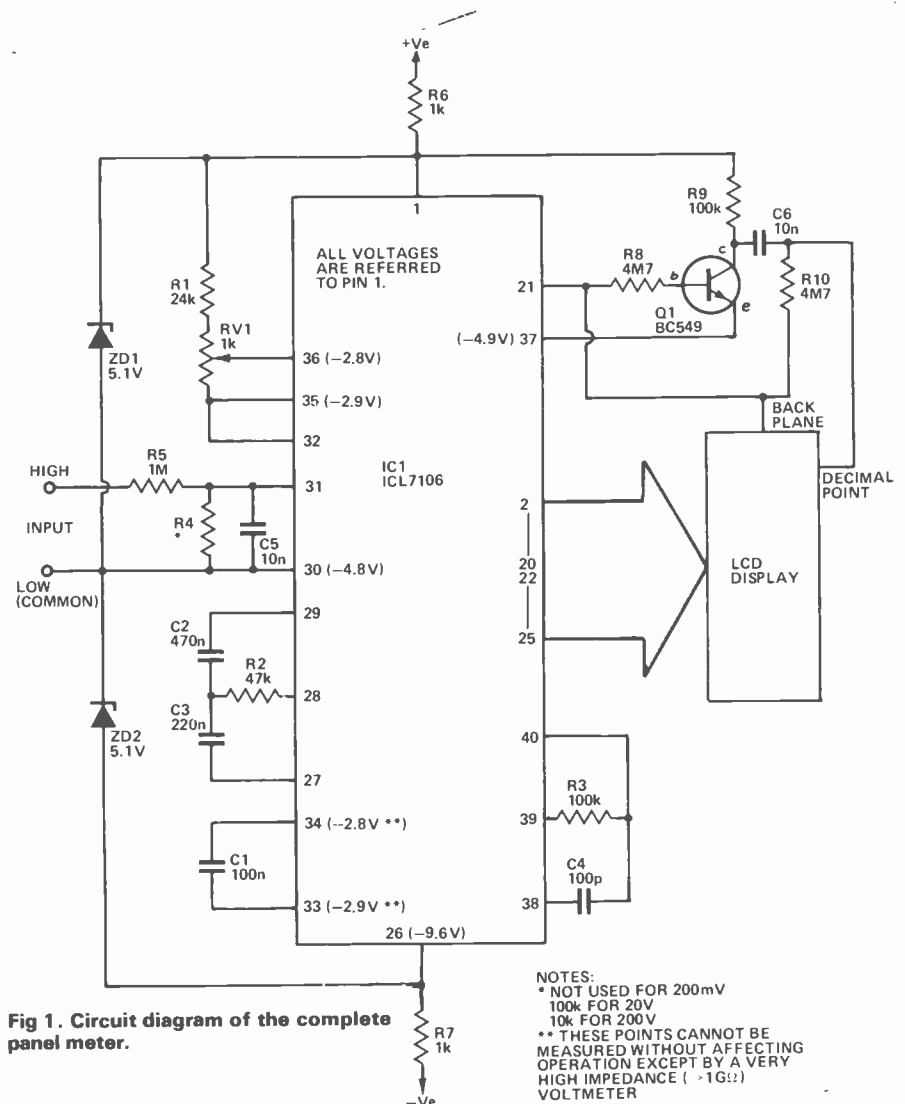 +Ve
R6
1k
1
ALL VOLTAGES
ARE REFERRED
TO PIN 1.
R1
24k
RV1
1k
36 (−2.8V)
35 (−2.9V)
32
ZD1
5.1V
HIGH
R5
1M
31
INPUT
R4
*
C5
10n
LOW
(COMMON)
30 (−4.8V)
IC1
ICL7106
29
C2
470n
R2
47k
28
C3
220n
27
ZD2
5.1V
34 (−2.8V **)
C1
100n
33 (−2.9V **)
26 (−9.6V)
R7
1k
−Ve
R9
100k
C6
10n
R8
4M7
b
c
e
Q1
BC549
R10
4M7
21
(−4.9V) 37
BACK
PLANE
DECIMAL
POINT
2
20
22
25
LCD
DISPLAY
40
R3
100k
39
C4
100p
38
Fig 1. Circuit diagram of the complete
panel meter.
NOTES:
* NOT USED FOR 200mV
100k FOR 20V
10k FOR 200V
** THESE POINTS CANNOT BE
MEASURED WITHOUT AFFECTING
OPERATION EXCEPT BY A VERY
HIGH IMPEDANCE (>1GΩ)
VOLTMETER